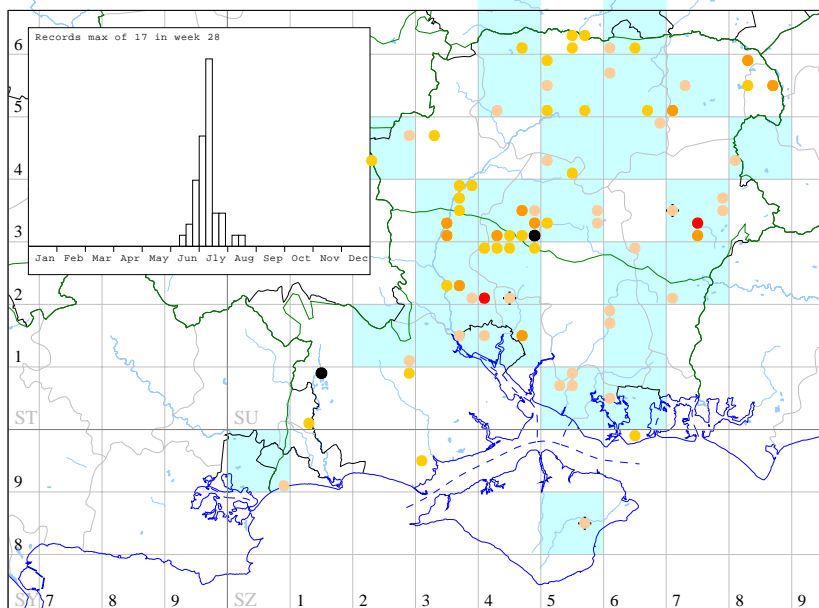 Records max of 17 in week 28
Jan Feb Mar Apr May Jun Jly Aug Sep Oct Nov Dec
6
5
4
3
2
1
ST SU
9
8
SY 7 8 9 SZ 1 2 3 4 5 6 7 8 9